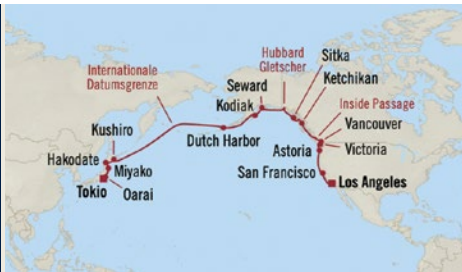 Hubbard
Gletscher
Sitka
Ketchikan
Internationale
Datumsgrenze
Seward
Kodiak
Inside Passage
Vancouver
Kushiro
Dutch Harbor
Victoria
Astoria
Hakodate
Miyako
San Francisco
Los Angeles
Tokio
Oarai